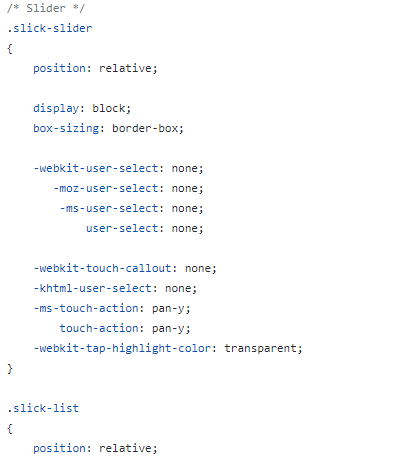 /* Slider */
.slick-slider
{
    position: relative;

    display: block;
    box-sizing: border-box;

    -webkit-user-select: none;
       -moz-user-select: none;
        -ms-user-select: none;
            user-select: none;

    -webkit-touch-callout: none;
    -khtml-user-select: none;
    -ms-touch-action: pan-y;
        touch-action: pan-y;
    -webkit-tap-highlight-color: transparent;
}

.slick-list
{
    position: relative;